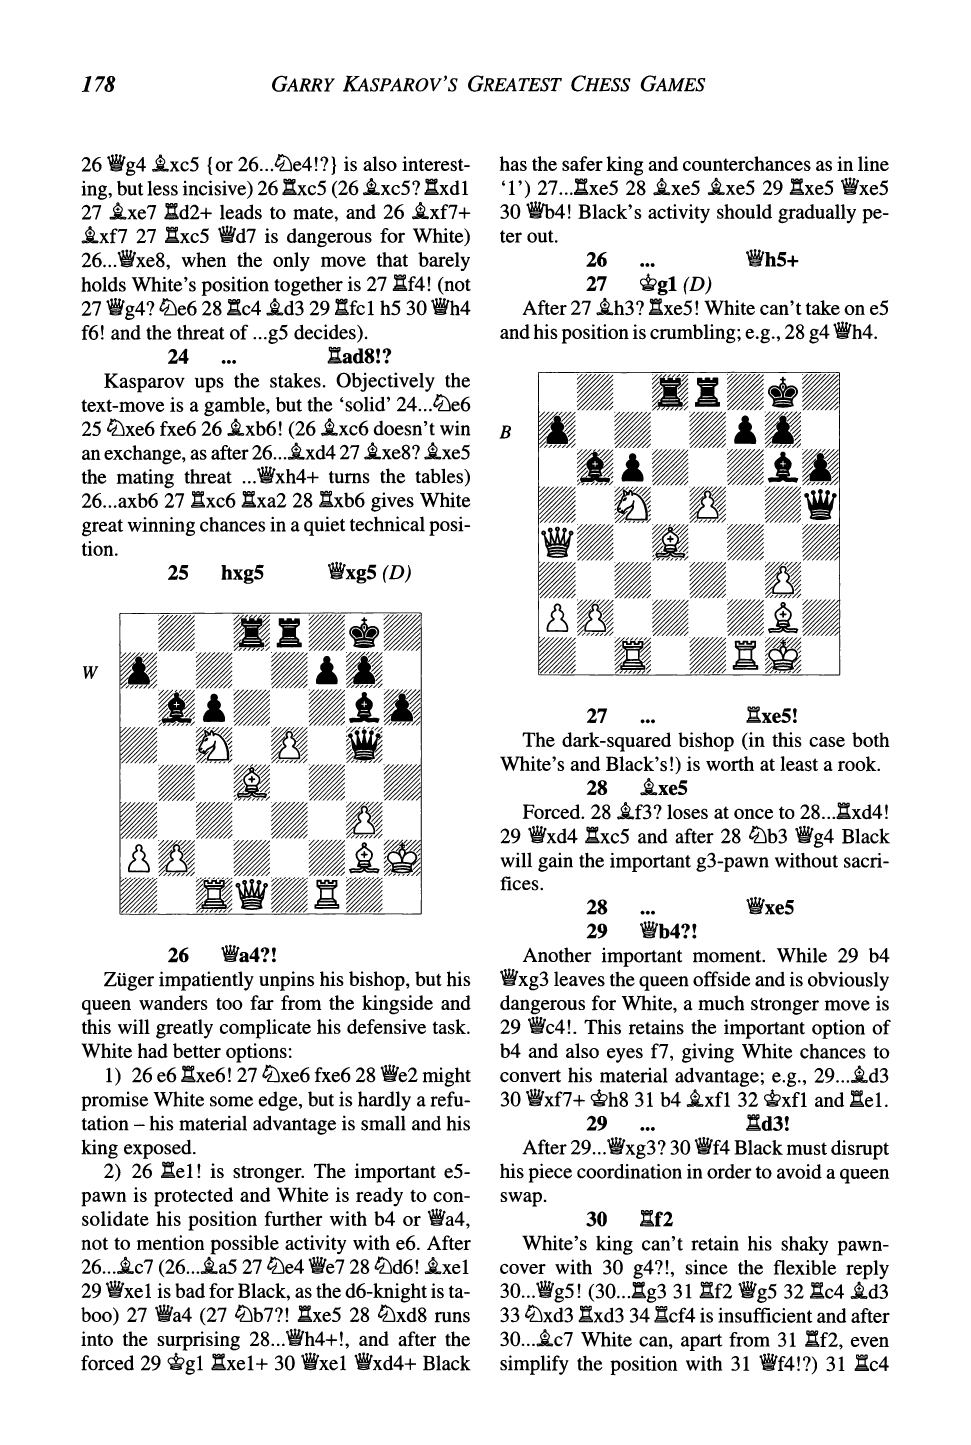 178
GARRY KASPAROV'S GREATEST CHESS GAMES
26 ♕g4 ♗xc5 {or 26...♘e4!?} is also interest-
ing, but less incisive) 26 ♖xc5 (26 ♗xc5? ♖xd1
27 ♗xe7 ♖d2+ leads to mate, and 26 ♗xf7+
♗xf7 27 ♖xc5 ♕d7 is dangerous for White)
26...♕xe8, when the only move that barely
holds White's position together is 27 ♖f4! (not
27 ♕g4? ♘e6 28 ♖c4 ♗d3 29 ♖fc1 h5 30 ♕h4
f6! and the threat of ...g5 decides).
24 ... ♖ad8!?
Kasparov ups the stakes. Objectively the
text-move is a gamble, but the 'solid' 24...♘e6
25 ♘xe6 fxe6 26 ♗xb6! (26 ♗xc6 doesn't win
an exchange, as after 26...♗xd4 27 ♗xe8? ♗xe5
the mating threat ...♕xh4+ turns the tables)
26...axb6 27 ♖xc6 ♖xa2 28 ♖xb6 gives White
great winning chances in a quiet technical posi-
tion.
25 hxg5 ♕xg5 (D)
W
26 ♕a4?!
Züger impatiently unpins his bishop, but his
queen wanders too far from the kingside and
this will greatly complicate his defensive task.
White had better options:
1) 26 e6 ♖xe6! 27 ♘xe6 fxe6 28 ♕e2 might
promise White some edge, but is hardly a refu-
tation – his material advantage is small and his
king exposed.
2) 26 ♖e1! is stronger. The important e5-
pawn is protected and White is ready to con-
solidate his position further with b4 or ♕a4,
not to mention possible activity with e6. After
26...♗c7 (26...♗a5 27 ♘e4 ♕e7 28 ♘d6! ♗xe1
29 ♕xe1 is bad for Black, as the d6-knight is ta-
boo) 27 ♕a4 (27 ♘b7?! ♖xe5 28 ♘xd8 runs
into the surprising 28...♕h4+!, and after the
forced 29 ♔g1 ♖xe1+ 30 ♕xe1 ♕xd4+ Black
has the safer king and counterchances as in line
'1') 27...♖xe5 28 ♗xe5 ♗xe5 29 ♖xe5 ♕xe5
30 ♕b4! Black's activity should gradually pe-
ter out.
26 ... ♕h5+
27 ♔g1 (D)
After 27 ♗h3? ♖xe5! White can't take on e5
and his position is crumbling; e.g., 28 g4 ♕h4.
B
27 ... ♖xe5!
The dark-squared bishop (in this case both
White's and Black's!) is worth at least a rook.
28 ♗xe5
Forced. 28 ♗f3? loses at once to 28...♖xd4!
29 ♕xd4 ♖xc5 and after 28 ♘b3 ♕g4 Black
will gain the important g3-pawn without sacri-
fices.
28 ... ♕xe5
29 ♕b4?!
Another important moment. While 29 b4
♕xg3 leaves the queen offside and is obviously
dangerous for White, a much stronger move is
29 ♕c4!. This retains the important option of
b4 and also eyes f7, giving White chances to
convert his material advantage; e.g., 29...♗d3
30 ♕xf7+ ♔h8 31 b4 ♗xf1 32 ♔xf1 and ♖e1.
29 ... ♖d3!
After 29...♕xg3? 30 ♕f4 Black must disrupt
his piece coordination in order to avoid a queen
swap.
30 ♖f2
White's king can't retain his shaky pawn-
cover with 30 g4?!, since the flexible reply
30...♕g5! (30...♖g3 31 ♖f2 ♕g5 32 ♖c4 ♗d3
33 ♘xd3 ♖xd3 34 ♖cf4 is insufficient and after
30...♗c7 White can, apart from 31 ♖f2, even
simplify the position with 31 ♕f4!?) 31 ♖c4